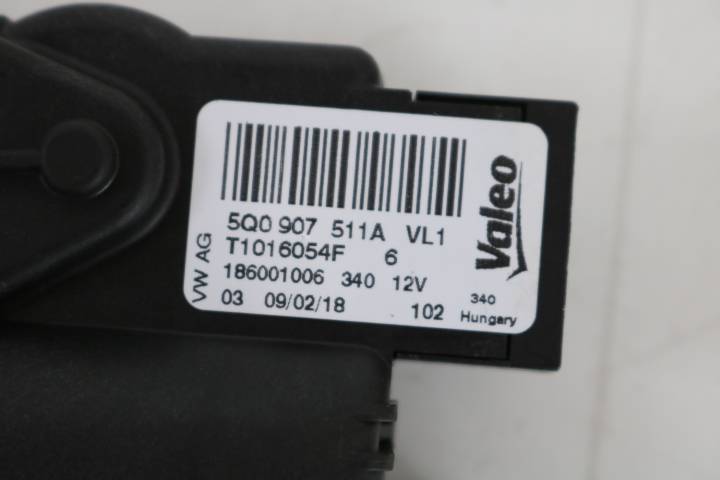 5Q0 907 511A VL1
T1016054F 6
186001006 340 12V
03 09/02/18 102
VW AG
Valeo
340
Hungary